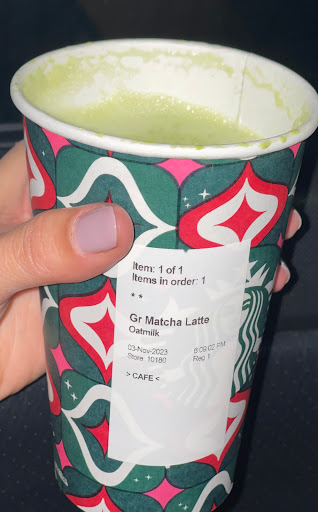 Item: 1 of 1
Items in order: 1
* *
Gr Matcha Latte
Oatmilk
03-Nov-2023 8:09:02 PM
Store: 10180 Reg 1
> CAFE <